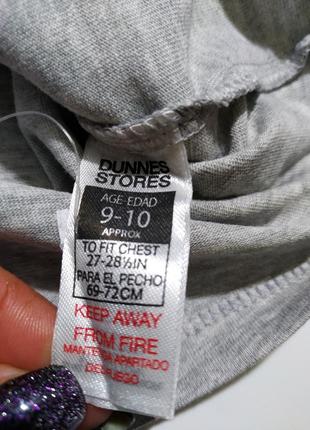 DUNNES
STORES
AGE-EDAD
9-10
APPROX
TO FIT CHEST
27-28½IN
PARA EL PECHO
69-72CM
KEEP AWAY
FROM FIRE
APARTADO